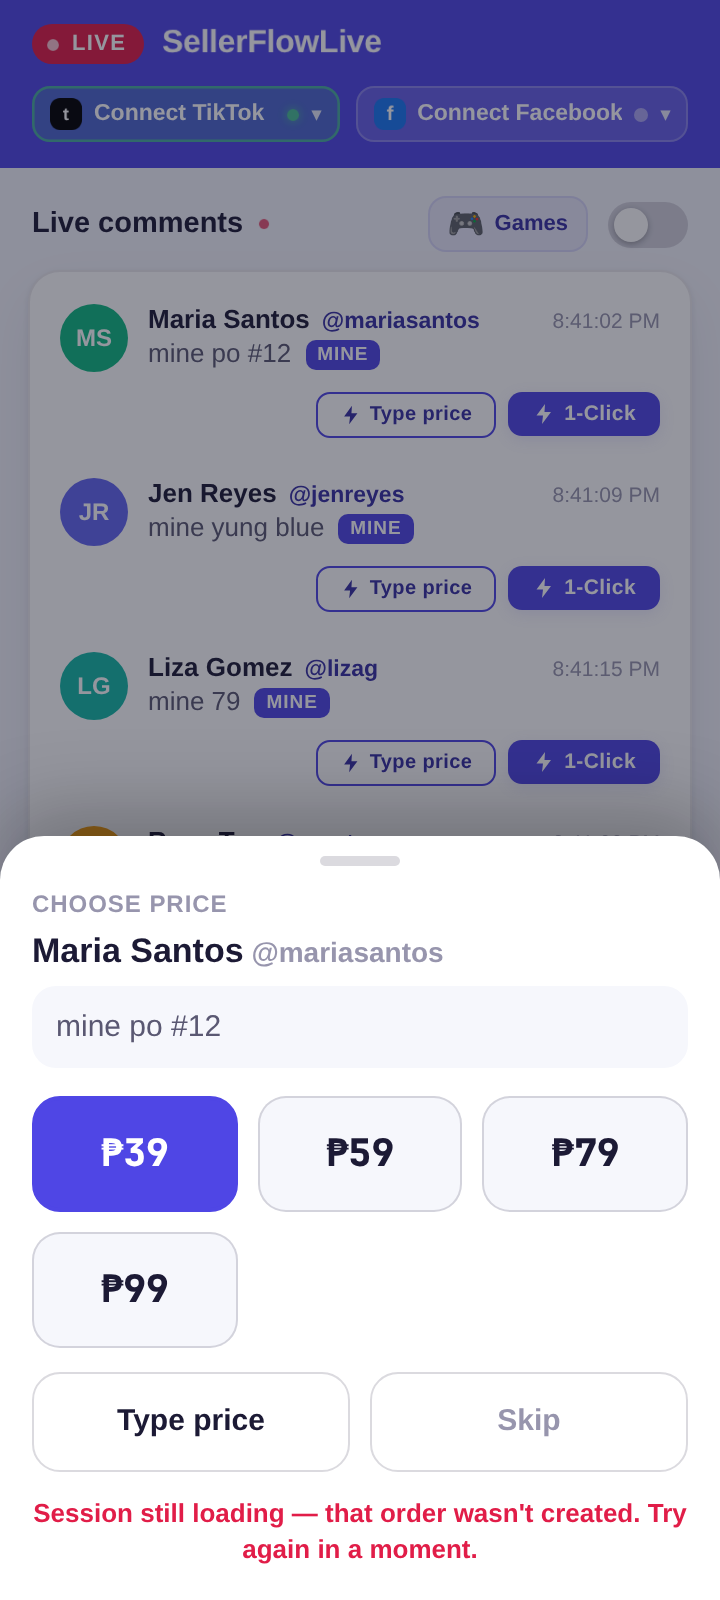 LIVE SellerFlowLive
t Connect TikTok ▾ f Connect Facebook ▾
Live comments Games
MS Maria Santos @mariasantos 8:41:02 PM
mine po #12 MINE
Type price 1-Click
JR Jen Reyes @jenreyes 8:41:09 PM
mine yung blue MINE
Type price 1-Click
LG Liza Gomez @lizag 8:41:15 PM
mine 79 MINE
Type price 1-Click
CHOOSE PRICE
Maria Santos @mariasantos
mine po #12
₱39 ₱59 ₱79
₱99
Type price Skip
Session still loading — that order wasn't created. Try
again in a moment.